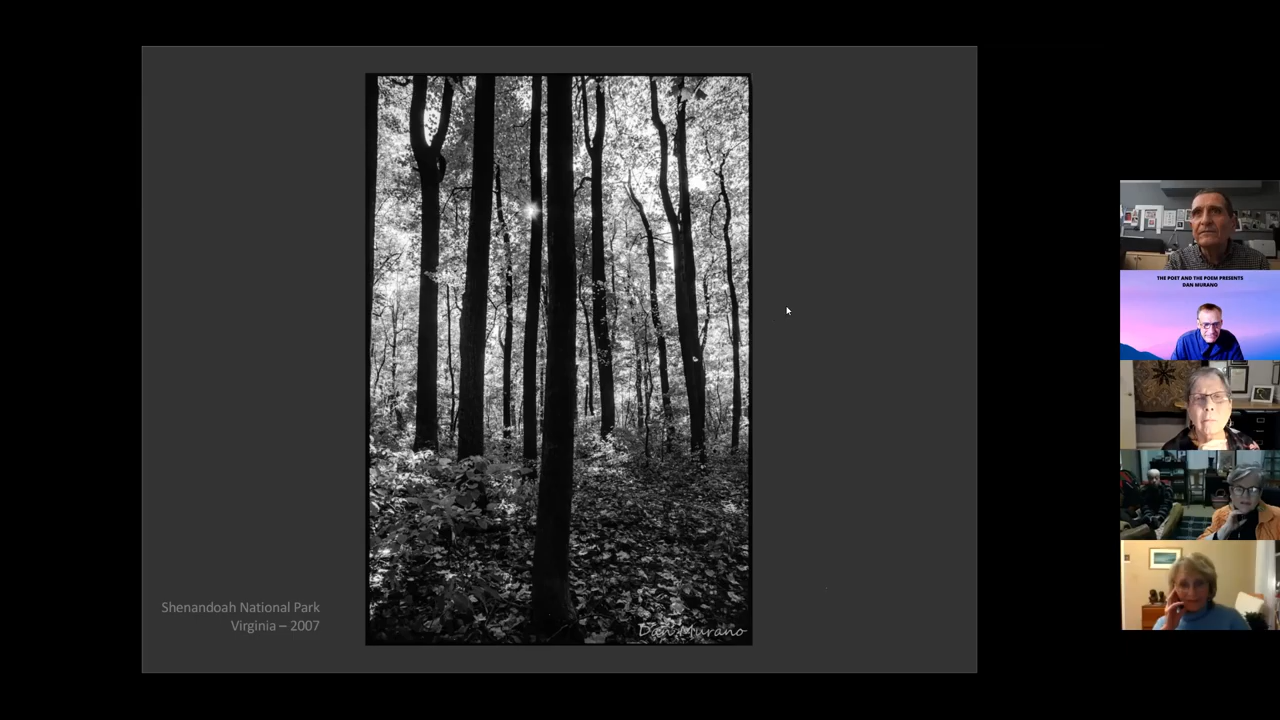 Shenandoah National Park
Virginia – 2007
Dan Murano
THE POET AND THE POEM PRESENTS
DAN MURANO